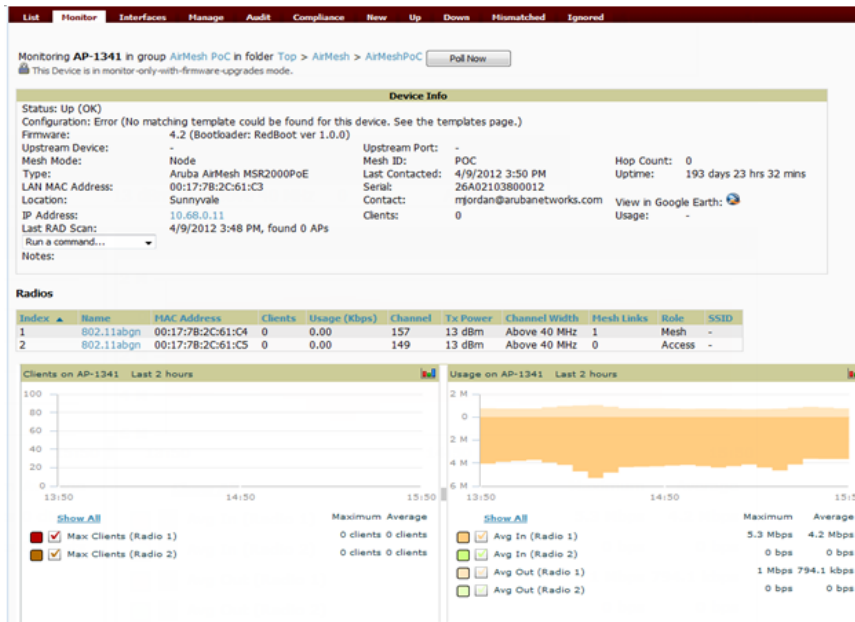 List Monitor Interfaces Manage Audit Compliance New Up Down Mismatched Ignored
Monitoring AP-1341 in group AirMesh PoC in folder Top > AirMesh > AirMeshPoC Poll Now
This Device is in monitor-only-with-firmware-upgrades mode.
Device Info
Status: Up (OK)
Configuration: Error (No matching template could be found for this device. See the templates page.)
Firmware: 4.2 (Bootloader: RedBoot ver 1.0.0)
Upstream Device: - Upstream Port: -
Mesh Mode: Node Mesh ID: POC Hop Count: 0
Type: Aruba AirMesh MSR2000PoE Last Contacted: 4/9/2012 3:50 PM Uptime: 193 days 23 hrs 32 mins
LAN MAC Address: 00:17:7B:2C:61:C3 Serial: 26A02103800012
Location: Sunnyvale Contact: mjordan@arubanetworks.com View in Google Earth:
IP Address: 10.68.0.11 Clients: 0 Usage: -
Last RAD Scan: 4/9/2012 3:48 PM, found 0 APs
Run a command...
Notes:
Radios
Index Name MAC Address Clients Usage (Kbps) Channel Tx Power Channel Width Mesh Links Role SSID
1 802.11abgn 00:17:7B:2C:61:C4 0 0.00 157 13 dBm Above 40 MHz 1 Mesh -
2 802.11abgn 00:17:7B:2C:61:C5 0 0.00 149 13 dBm Above 40 MHz 0 Access -
Clients on AP-1341 Last 2 hours
100
80
60
40
20
0
13:50 14:50 15:50
Show All Maximum Average
Max Clients (Radio 1) 0 clients 0 clients
Max Clients (Radio 2) 0 clients 0 clients
Usage on AP-1341 Last 2 hours
2 M
0
2 M
4 M
6 M
13:50 14:50 15:5
Show All Maximum Average
Avg In (Radio 1) 5.3 Mbps 4.2 Mbps
Avg In (Radio 2) 0 bps 0 bps
Avg Out (Radio 1) 1 Mbps 794.1 kbps
Avg Out (Radio 2) 0 bps 0 bps